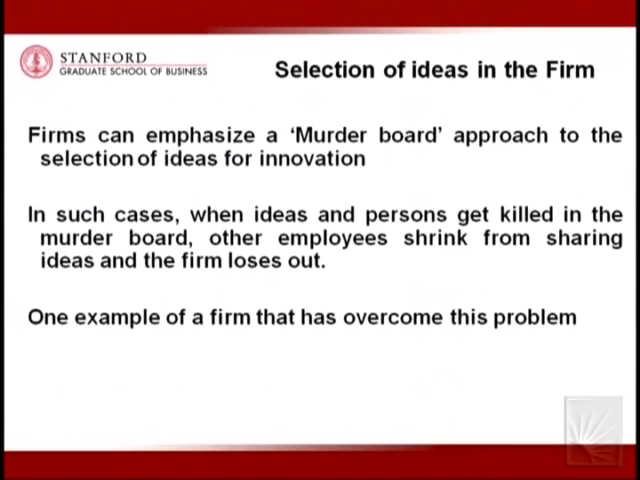 STANFORD
GRADUATE SCHOOL OF BUSINESS
Selection of ideas in the Firm
Firms can emphasize a ‘Murder board’ approach to the
selection of ideas for innovation
In such cases, when ideas and persons get killed in the
murder board, other employees shrink from sharing
ideas and the firm loses out.
One example of a firm that has overcome this problem